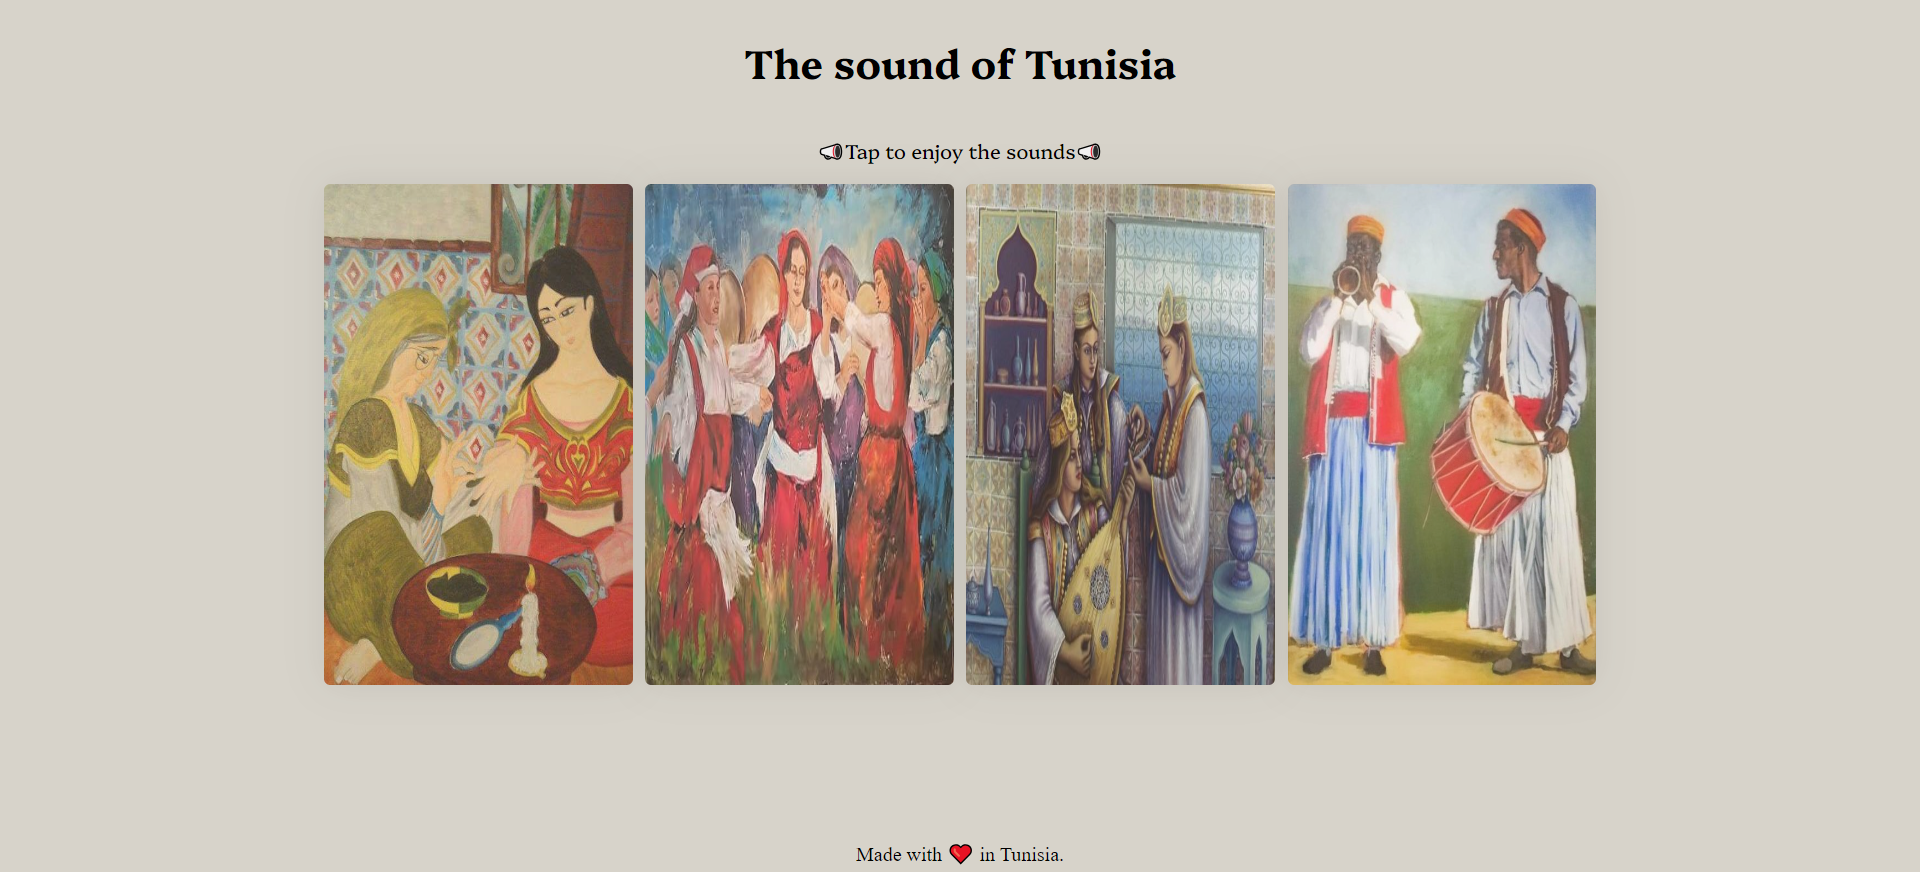 The sound of Tunisia
📢Tap to enjoy the sounds📢
Made with ❤️ in Tunisia.